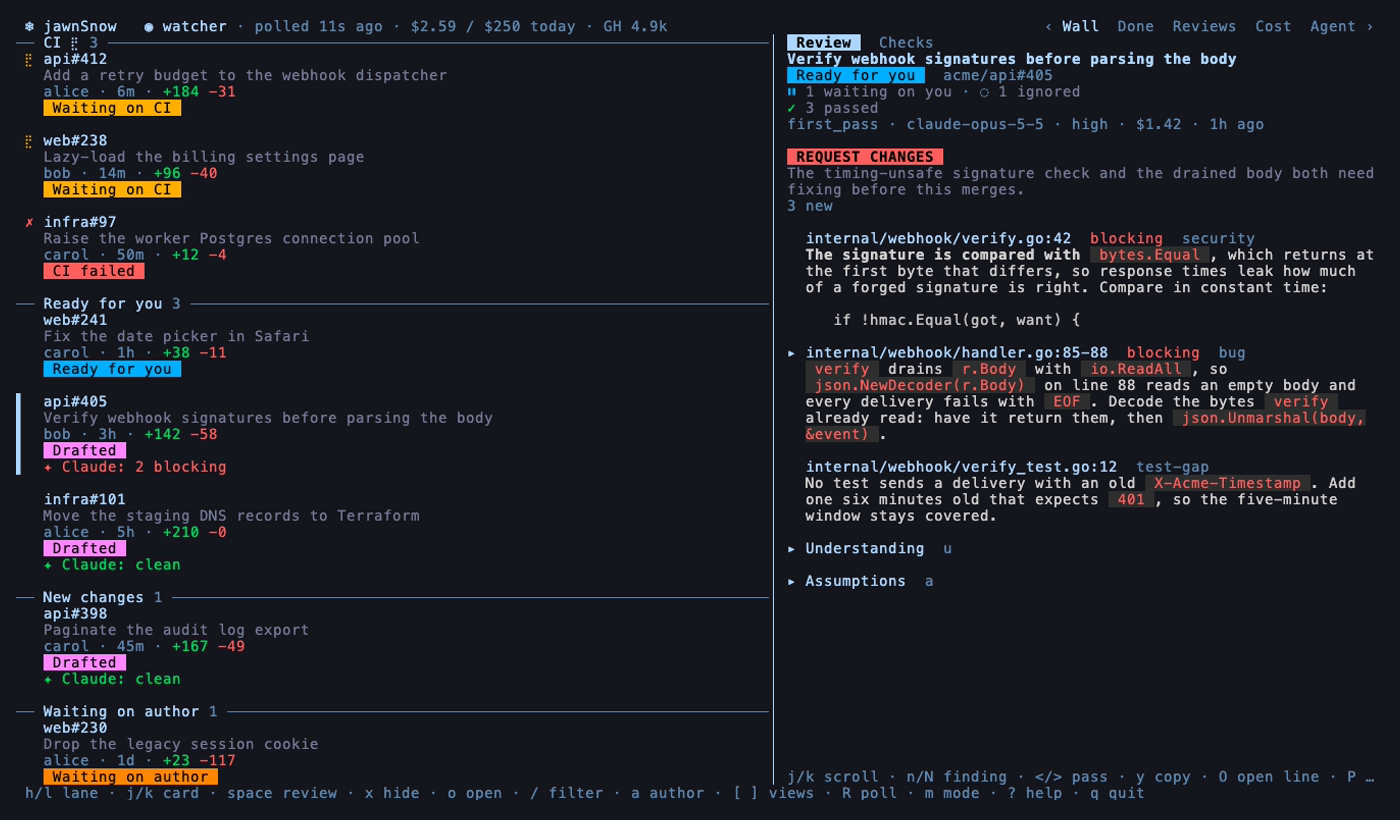 ❄ jawnSnow ◉ watcher · polled 11s ago · $2.59 / $250 today · GH 4.9k
‹ Wall Done Reviews Cost Agent ›
CI ⣟ 3
api#412
Add a retry budget to the webhook dispatcher
alice · 6m · +184 −31
Waiting on CI
web#238
Lazy-load the billing settings page
bob · 14m · +96 −40
Waiting on CI
✗ infra#97
Raise the worker Postgres connection pool
carol · 50m · +12 −4
CI failed
Ready for you 3
web#241
Fix the date picker in Safari
carol · 1h · +38 −11
Ready for you
api#405
Verify webhook signatures before parsing the body
bob · 3h · +142 −58
Drafted
✦ Claude: 2 blocking
infra#101
Move the staging DNS records to Terraform
alice · 5h · +210 −0
Drafted
✦ Claude: clean
New changes 1
api#398
Paginate the audit log export
carol · 45m · +167 −49
Drafted
✦ Claude: clean
Waiting on author 1
web#230
Drop the legacy session cookie
alice · 1d · +23 −117
Waiting on author
Review Checks
Verify webhook signatures before parsing the body
Ready for you acme/api#405
1 waiting on you · ◌ 1 ignored
✓ 3 passed
first_pass · claude-opus-5-5 · high · $1.42 · 1h ago
REQUEST CHANGES
The timing-unsafe signature check and the drained body both need
fixing before this merges.
3 new
internal/webhook/verify.go:42 blocking security
The signature is compared with bytes.Equal , which returns at
the first byte that differs, so response times leak how much
of a forged signature is right. Compare in constant time:
if !hmac.Equal(got, want) {
▸ internal/webhook/handler.go:85-88 blocking bug
verify drains r.Body with io.ReadAll , so
json.NewDecoder(r.Body) on line 88 reads an empty body and
every delivery fails with EOF . Decode the bytes verify
already read: have it return them, then json.Unmarshal(body,
&event) .
internal/webhook/verify_test.go:12 test-gap
No test sends a delivery with an old X-Acme-Timestamp . Add
one six minutes old that expects 401 , so the five-minute
window stays covered.
▸ Understanding u
▸ Assumptions a
j/k scroll · n/N finding · </> pass · y copy · O open line · P …
h/l lane · j/k card · space review · x hide · o open · / filter · a author · [ ] views · R poll · m mode · ? help · q quit